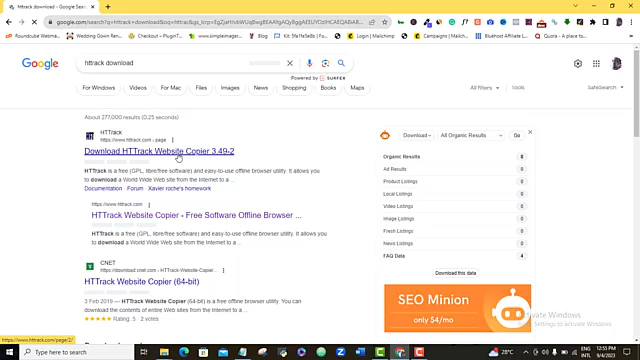 httrack download - Google Sea
google.com/search?q=httrack+download&oq=httrac&gs_lcrp=
Roundcube Webmail
Wedding Gown Renn
Checkout ‹ PluginT
Kit: 5fe1fe5e8c
Login | Mailchimp
Campaigns | Mailchi
Bluehost Affiliate L
Quora - A place to
Google
httrack download
Powered by SURFER
For Windows
Videos
For Mac
Files
Images
News
Shopping
Books
Maps
All filters
Tools
SafeSearch
About 277,000 results (0.25 seconds)
HTTrack
https://www.httrack.com › page
Download HTTrack Website Copier 3.49-2
HTTrack is a free (GPL, libre/free software) and easy-to-use offline browser utility. It allows you
to download a World Wide Web site from the Internet to a ...
Documentation · Forum · Xavier roche's homework
https://www.httrack.com
HTTrack Website Copier - Free Software Offline Browser ...
HTTrack is a free (GPL, libre/free software) and easy-to-use offline browser utility. It allows you
to download a World Wide Web site from the Internet to a ...
CNET
https://download.cnet.com › HTTrack-Website-Copier...
HTTrack Website Copier (64-bit)
3 Feb 2019 — HTTrack Website Copier (64-bit) is a free offline browser utility. You can
download the contents of entire Web sites from the Internet to ...
Rating: 5 · 2 votes
Download
All Organic Results
Go
Organic Results 8
Ad Results 0
Product Listings 0
Local Listings 0
Video Listings 0
Image Listings 0
Fresh Listings 0
News Listings 0
FAQ Data 4
Download this data
SEO Minion
only $4/mo
Activate Windows
Settings to activate Windows.
https://www.httrack.com/page/2/
Type here to search
28°C
ENG
INTL
12:55 PM
9/4/2023